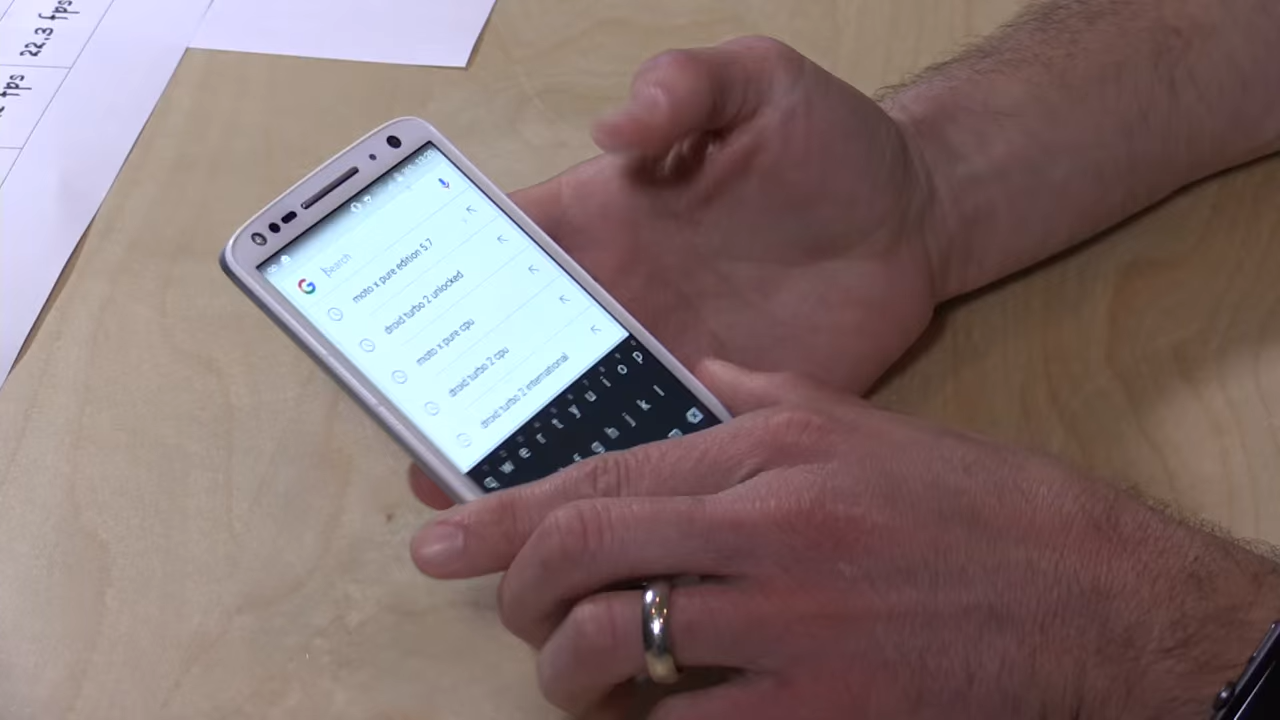 22.3 fps
fps
Search
moto x pure edition 5.7
droid turbo 2 unlocked
moto x pure cpu
droid turbo 2 cpu
droid turbo 2 international
q w e r t y u i o p
g h j k l